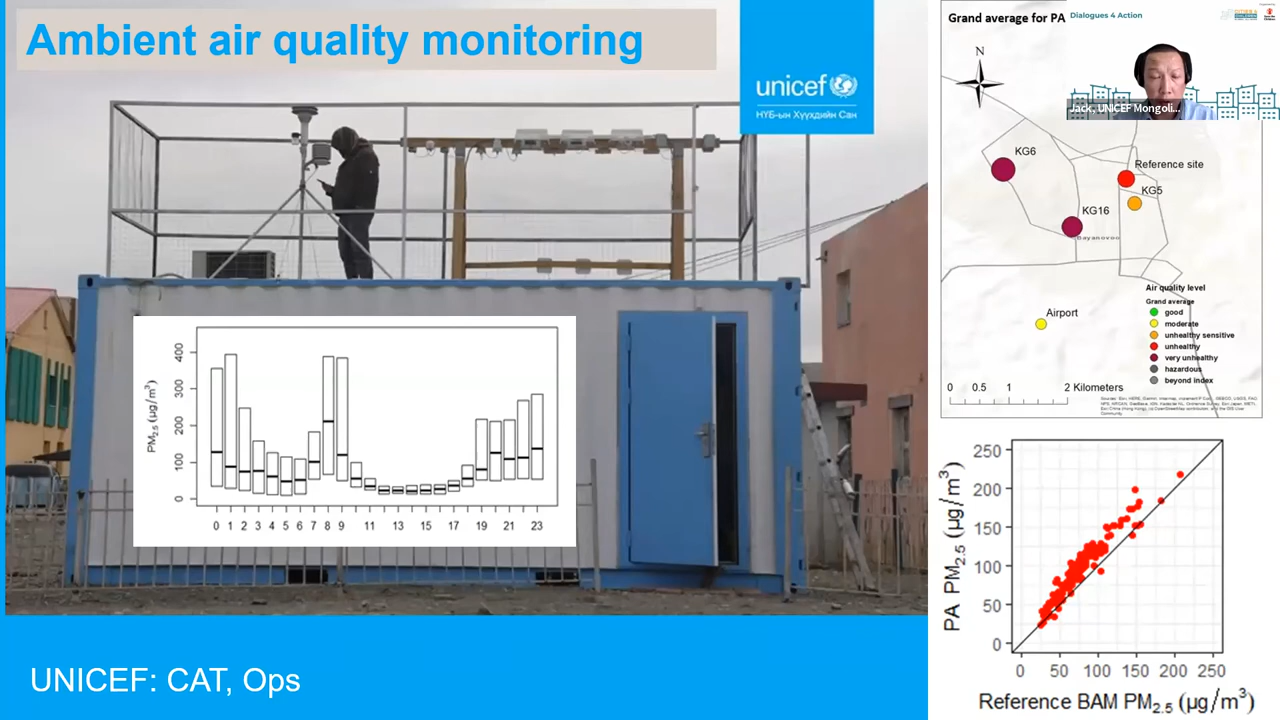 Ambient air quality monitoring
unicef
НҮБ-ын Хүүхдийн Сан
PM2.5 (µg/m³)
400
300
200
100
0
0 1 2 3 4 5 6 7 8 9 11 13 15 17 19 21 23
UNICEF: CAT, Ops
Grand average for PA
Dialogues 4 Action
Jack, UNICEF Mongoli...
N
KG6
Reference site
KG5
KG16
Bayankhoo
Airport
Air quality level
Grand average
good
moderate
unhealthy sensitive
unhealthy
very unhealthy
hazardous
beyond index
0 0.5 1 2 Kilometers
PA PM2.5 (µg/m³)
250
200
150
100
50
0
0 50 100 150 200 250
Reference BAM PM2.5 (µg/m³)